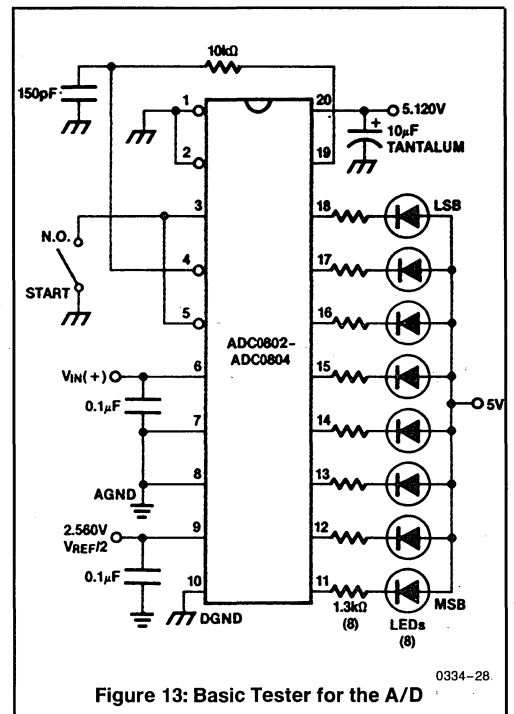 10kΩ
150pF
1
20
5.120V
+
10μF
TANTALUM
2
19
3
18
LSB
N.O.
4
17
START
5
16
ADC0802-
ADC0804
VIN(+)
6
15
5V
0.1μF
7
14
8
13
AGND
2.560V
VREF/2
9
12
0.1μF
10
11
DGND
1.3kΩ
(8)
LEDs
(8)
MSB
0334-28
Figure 13: Basic Tester for the A/D